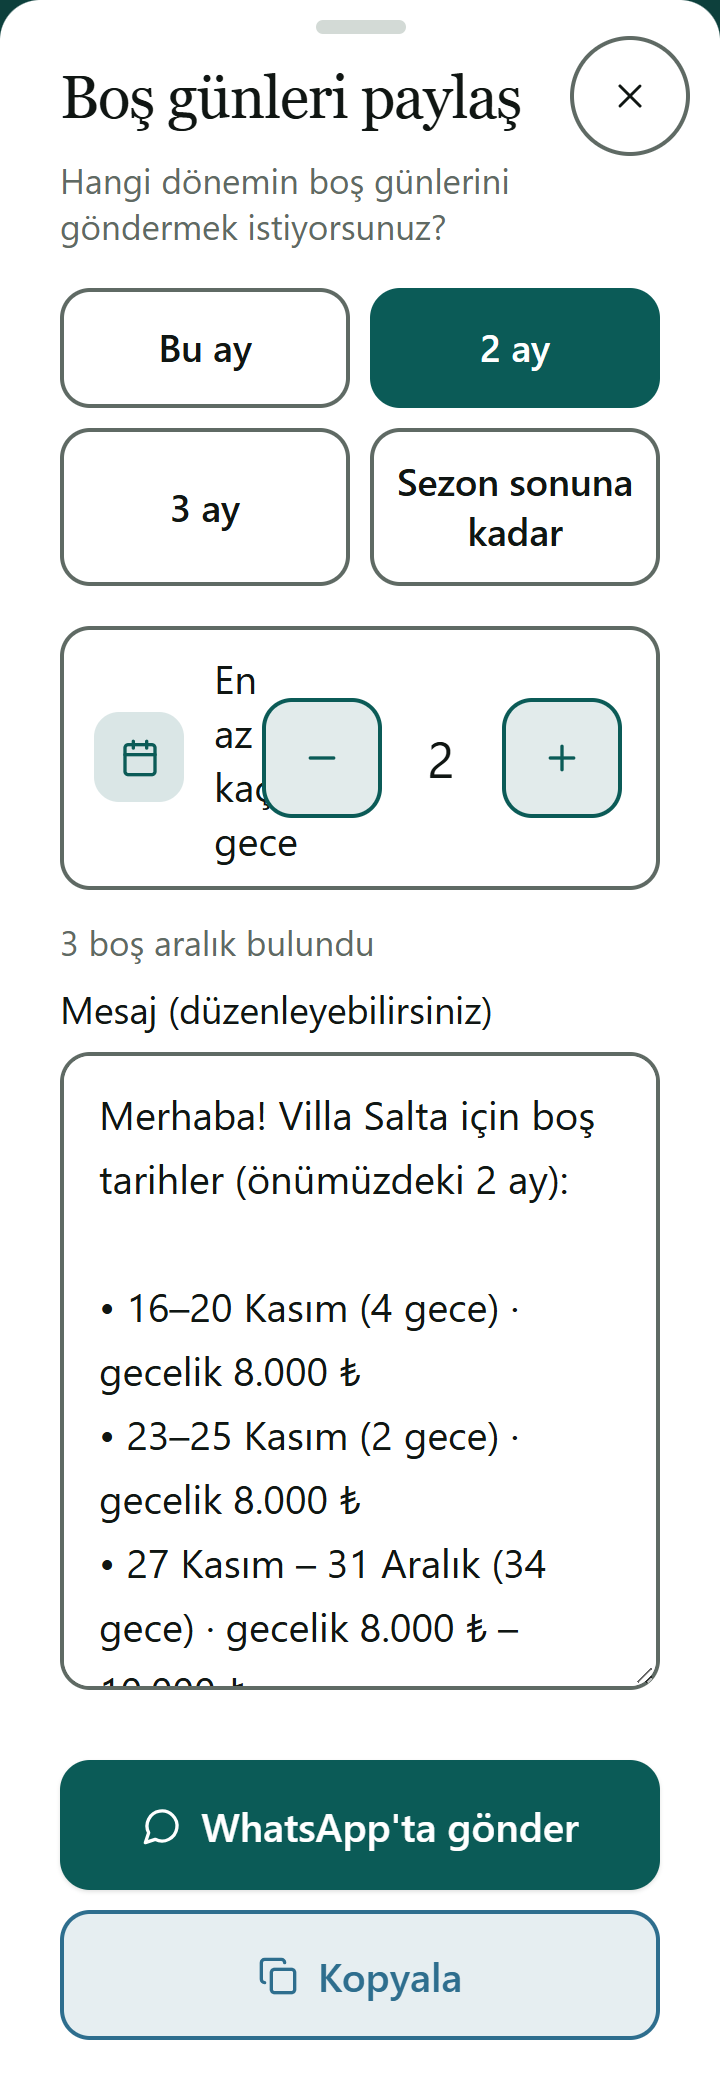 Boş günleri paylaş
Hangi dönemin boş günlerini
göndermek istiyorsunuz?
Bu ay
2 ay
3 ay
Sezon sonuna
kadar
En
az
kaç
gece
2
3 boş aralık bulundu
Mesaj (düzenleyebilirsiniz)
Merhaba! Villa Salta için boş
tarihler (önümüzdeki 2 ay):
• 16–20 Kasım (4 gece) ·
gecelik 8.000 ₺
• 23–25 Kasım (2 gece) ·
gecelik 8.000 ₺
• 27 Kasım – 31 Aralık (34
gece) · gecelik 8.000 ₺ –
WhatsApp'ta gönder
Kopyala